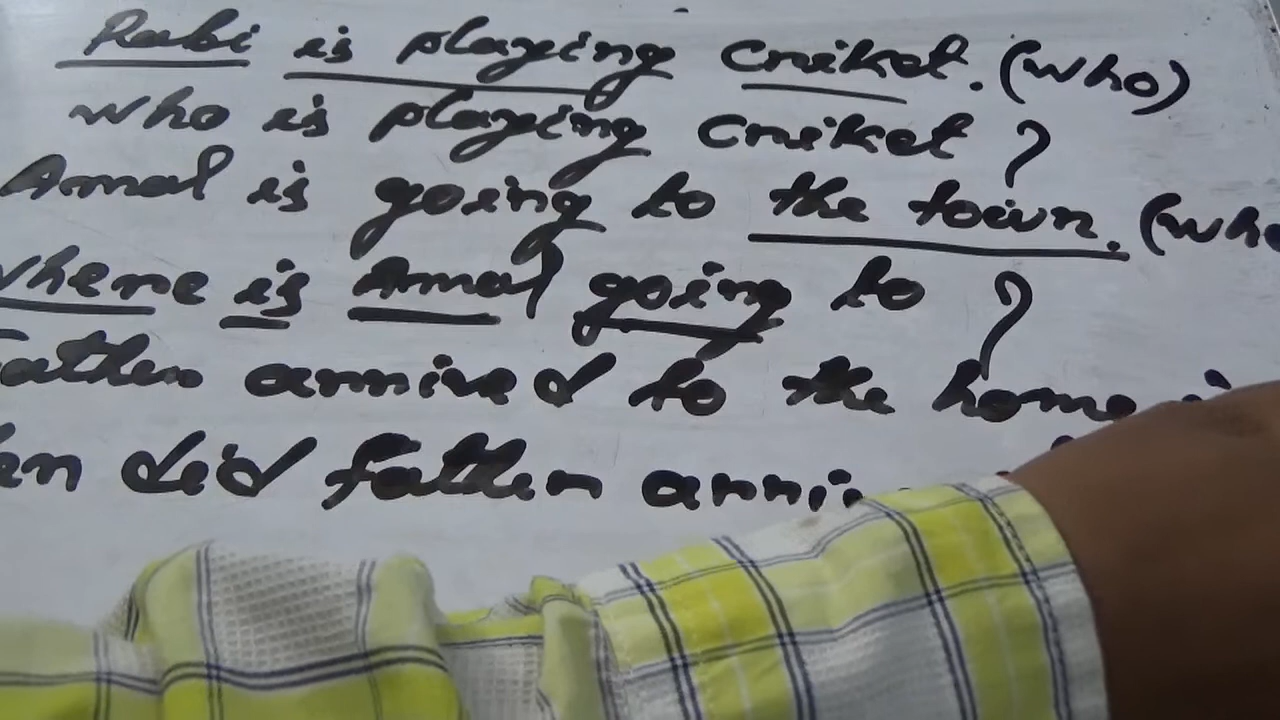 Rabi is playing Criket. (who)
who is playing Criket ?
Amal is going to the town. (whe
where is Amal going to ?
Father arrived to the home
en did father arri